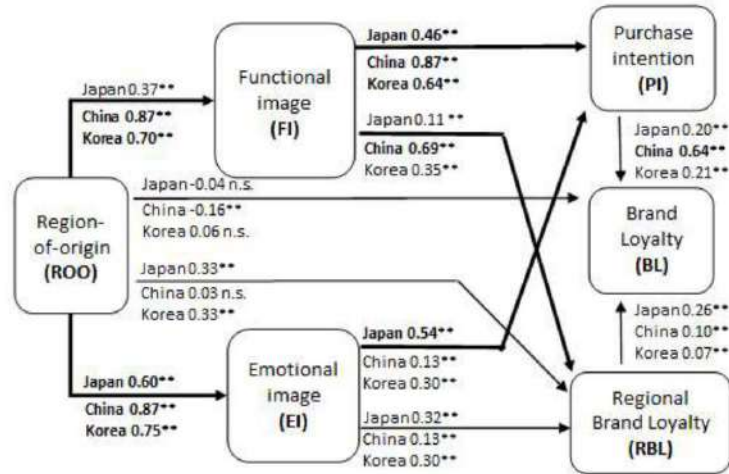 Japan 0.46**
China 0.87**
Korea 0.64**
Purchase
intention
(PI)
Japan 0.37**
China 0.87**
Korea 0.70**
Functional
image
(FI)
Japan 0.11**
China 0.69**
Korea 0.35**
Japan 0.20**
China 0.64**
Korea 0.21**
Region-
of-origin
(ROO)
Japan -0.04 n.s.
China -0.16**
Korea 0.06 n.s.
Brand
Loyalty
(BL)
Japan 0.33**
China 0.03 n.s.
Korea 0.33**
Japan 0.26**
China 0.10**
Korea 0.07**
Japan 0.60**
China 0.87**
Korea 0.75**
Emotional
image
(EI)
Japan 0.54**
China 0.13**
Korea 0.30**
Japan 0.32**
China 0.13**
Korea 0.30**
Regional
Brand Loyalty
(RBL)